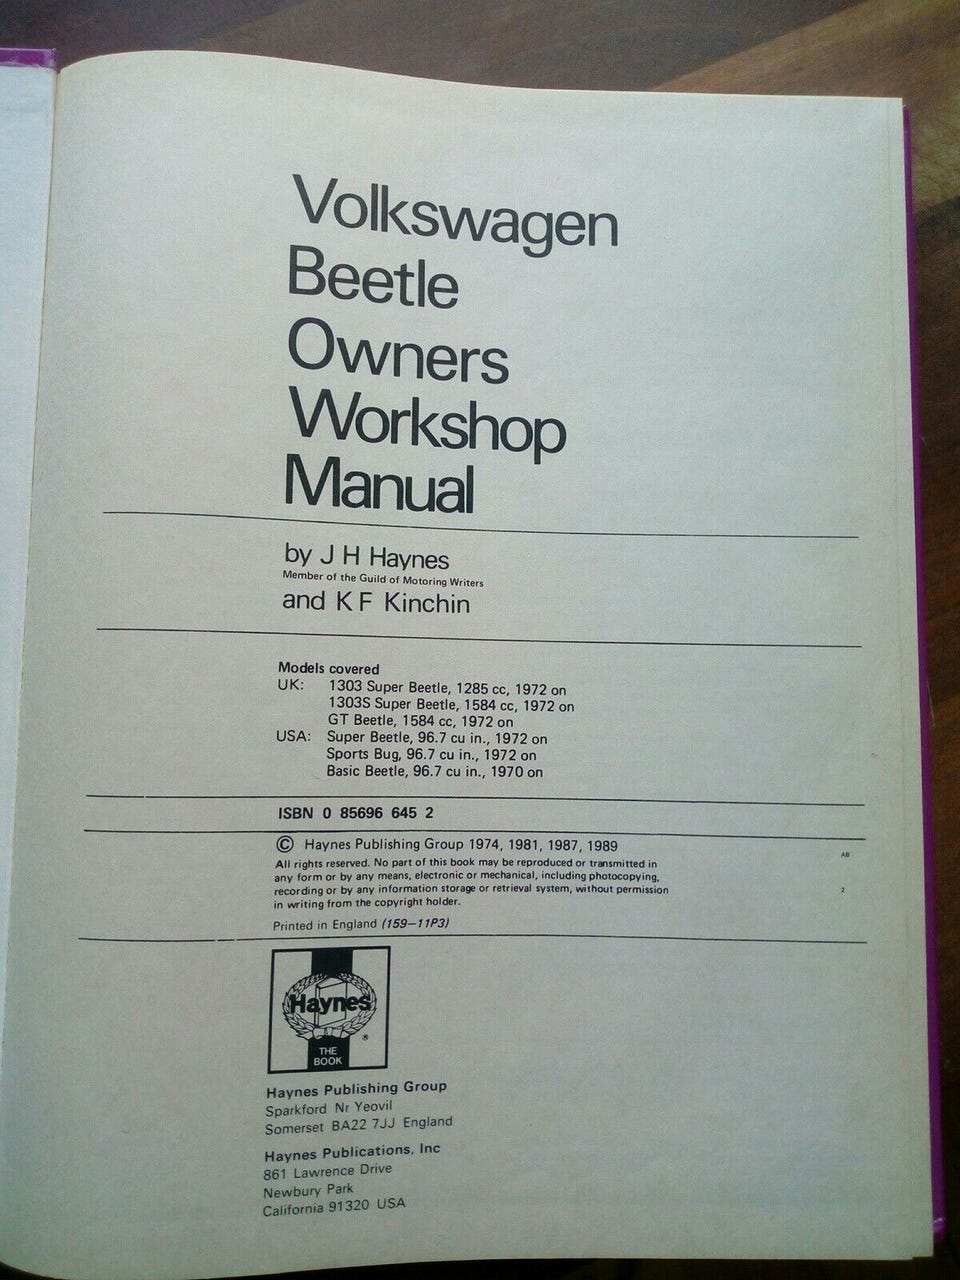 Volkswagen
Beetle
Owners
Workshop
Manual
by J H Haynes
Member of the Guild of Motoring Writers
and K F Kinchin
Models covered
UK: 1303 Super Beetle, 1285 cc, 1972 on
1303S Super Beetle, 1584 cc, 1972 on
GT Beetle, 1584 cc, 1972 on
USA: Super Beetle, 96.7 cu in., 1972 on
Sports Bug, 96.7 cu in., 1972 on
Basic Beetle, 96.7 cu in., 1970 on
ISBN 0 85696 645 2
© Haynes Publishing Group 1974, 1981, 1987, 1989
AB
All rights reserved. No part of this book may be reproduced or transmitted in
any form or by any means, electronic or mechanical, including photocopying,
recording or by any information storage or retrieval system, without permission
2
in writing from the copyright holder.
Printed in England (159—11P3)
Haynes
®
THE
BOOK
Haynes Publishing Group
Sparkford Nr Yeovil
Somerset BA22 7JJ England
Haynes Publications, Inc
861 Lawrence Drive
Newbury Park
California 91320 USA